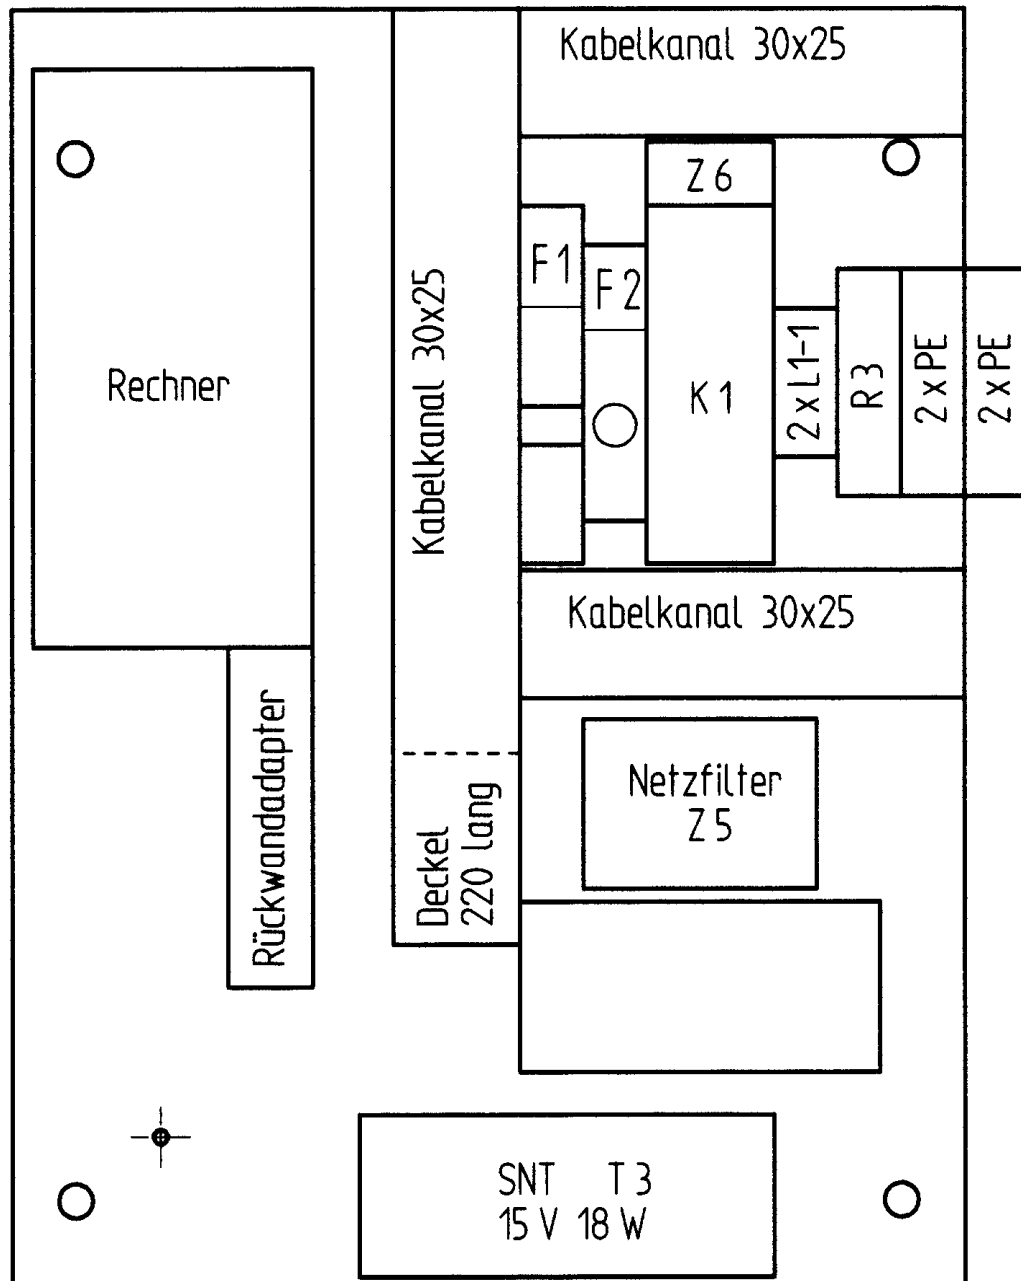 Kabelkanal 30x25
Z6
F1
F2
Kabelkanal 30x25
Rechner
K1
2xL1-1
R3
2xPE
2xPE
Kabelkanal 30x25
Rückwandadapter
Deckel
220 lang
Netzfilter
Z5
SNT T3
15 V 18 W